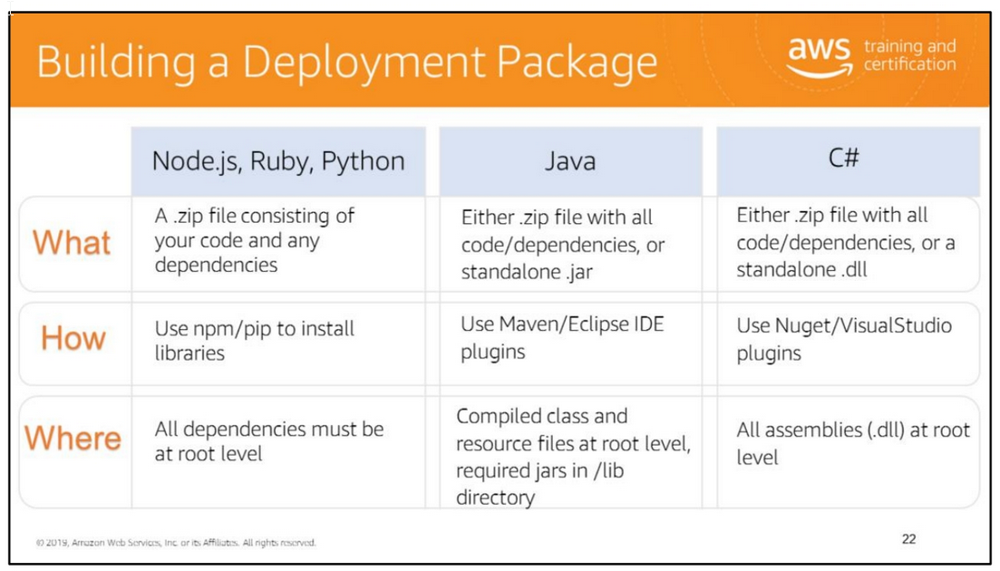 Building a Deployment Package
aws training and
certification
Node.js, Ruby, Python
Java
C#
What
A .zip file consisting of
your code and any
dependencies
Either .zip file with all
code/dependencies, or
standalone .jar
Either .zip file with all
code/dependencies, or a
standalone .dll
How
Use npm/pip to install
libraries
Use Maven/Eclipse IDE
plugins
Use Nuget/VisualStudio
plugins
Where
All dependencies must be
at root level
Compiled class and
resource files at root level,
required jars in /lib
directory
All assemblies (.dll) at root
level
© 2019, Amazon Web Services, Inc. or its Affiliates. All rights reserved.
22